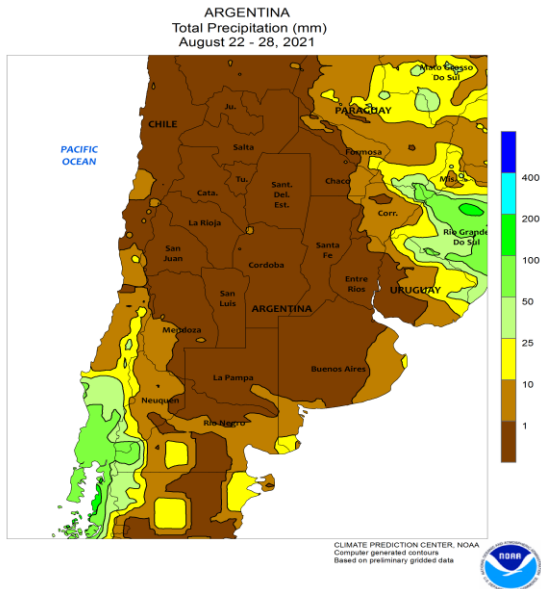 ARGENTINA
Total Precipitation (mm)
August 22 - 28, 2021
Mato Grosso
Do Sul
PARAGUAY
Ju.
CHILE
PACIFIC
OCEAN
Salta
Formosa
Tu.
Chaco
Mis.
Cata.
Sant.
Del.
Est.
Corr.
La Rioja
Rio Grande
Do Sul
San
Juan
Santa
Fe
Cordoba
Entre
Rios
URUGUAY
San
Luis
ARGENTINA
Mendoza
La Pampa
Buenos Aires
Neuquen
Rio Negro
400
200
100
50
25
10
1
CLIMATE PREDICTION CENTER, NOAA
Computer generated contours
Based on preliminary gridded data
NOAA